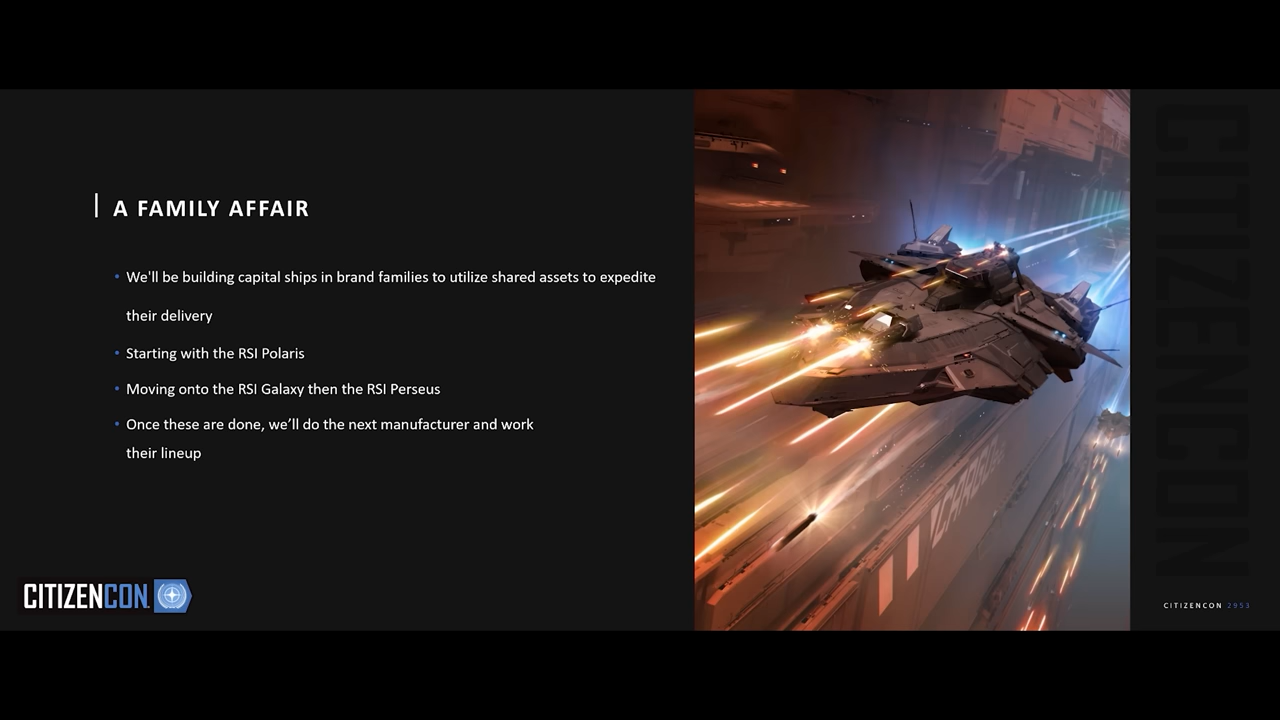 A FAMILY AFFAIR
• We'll be building capital ships in brand families to utilize shared assets to expedite
their delivery
• Starting with the RSI Polaris
• Moving onto the RSI Galaxy then the RSI Perseus
• Once these are done, we’ll do the next manufacturer and work
their lineup
CITIZENCON
CITIZENCON
CITIZENCON 2953